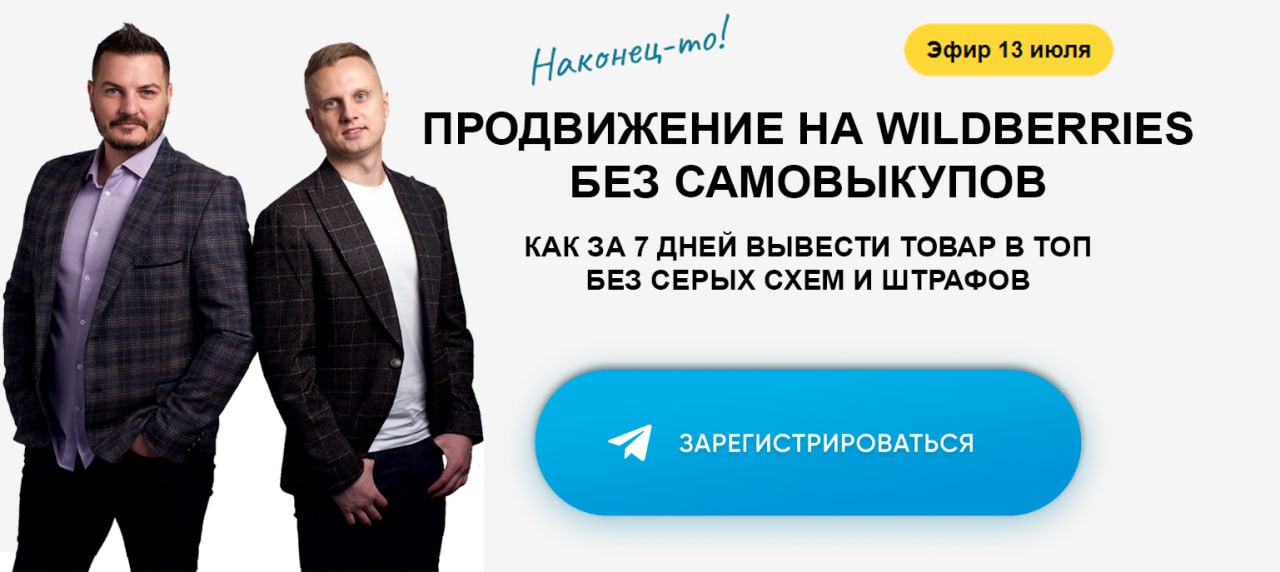 Наконец-то!
Эфир 13 июля
ПРОДВИЖЕНИЕ НА WILDBERRIES
БЕЗ САМОВЫКУПОВ
КАК ЗА 7 ДНЕЙ ВЫВЕСТИ ТОВАР В ТОП
БЕЗ СЕРЫХ СХЕМ И ШТРАФОВ
ЗАРЕГИСТРИРОВАТЬСЯ